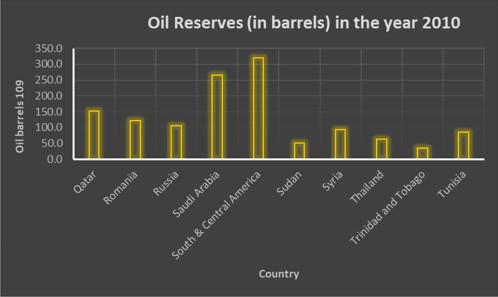 Oil Reserves (in barrels) in the year 2010
350.0
300.0
250.0
200.0
150.0
100.0
50.0
0.0
Oil barrels 109
Qatar
Romania
Russia
Saudi Arabia
South & Central America
Sudan
Syria
Thailand
Trinidad and Tobago
Tunisia
Country